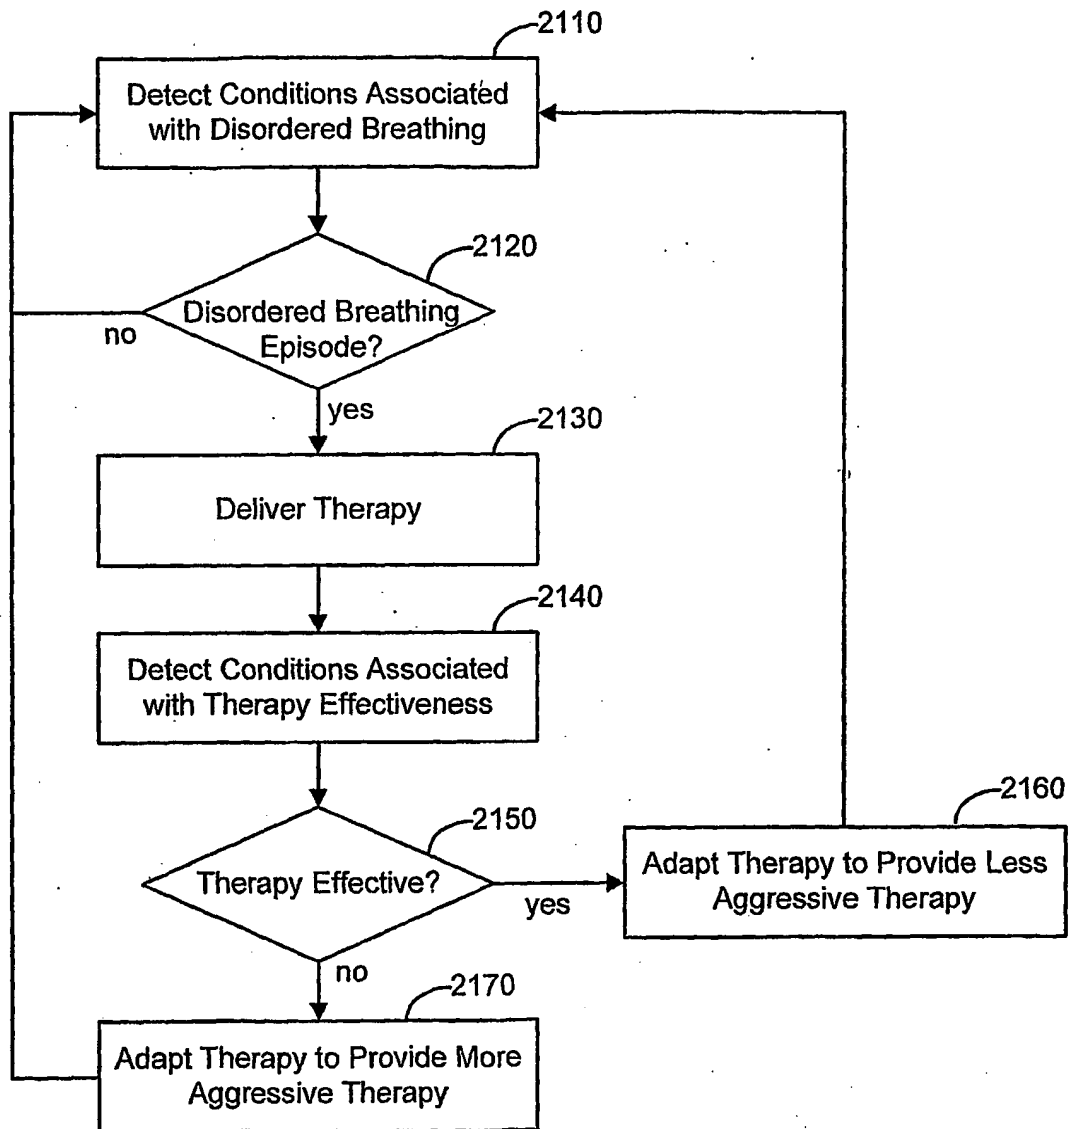 2110
Detect Conditions Associated
with Disordered Breathing
2120
Disordered Breathing
Episode?
no
yes
2130
Deliver Therapy
2140
Detect Conditions Associated
with Therapy Effectiveness
2150
Therapy Effective?
yes
no
2160
Adapt Therapy to Provide Less
Aggressive Therapy
2170
Adapt Therapy to Provide More
Aggressive Therapy